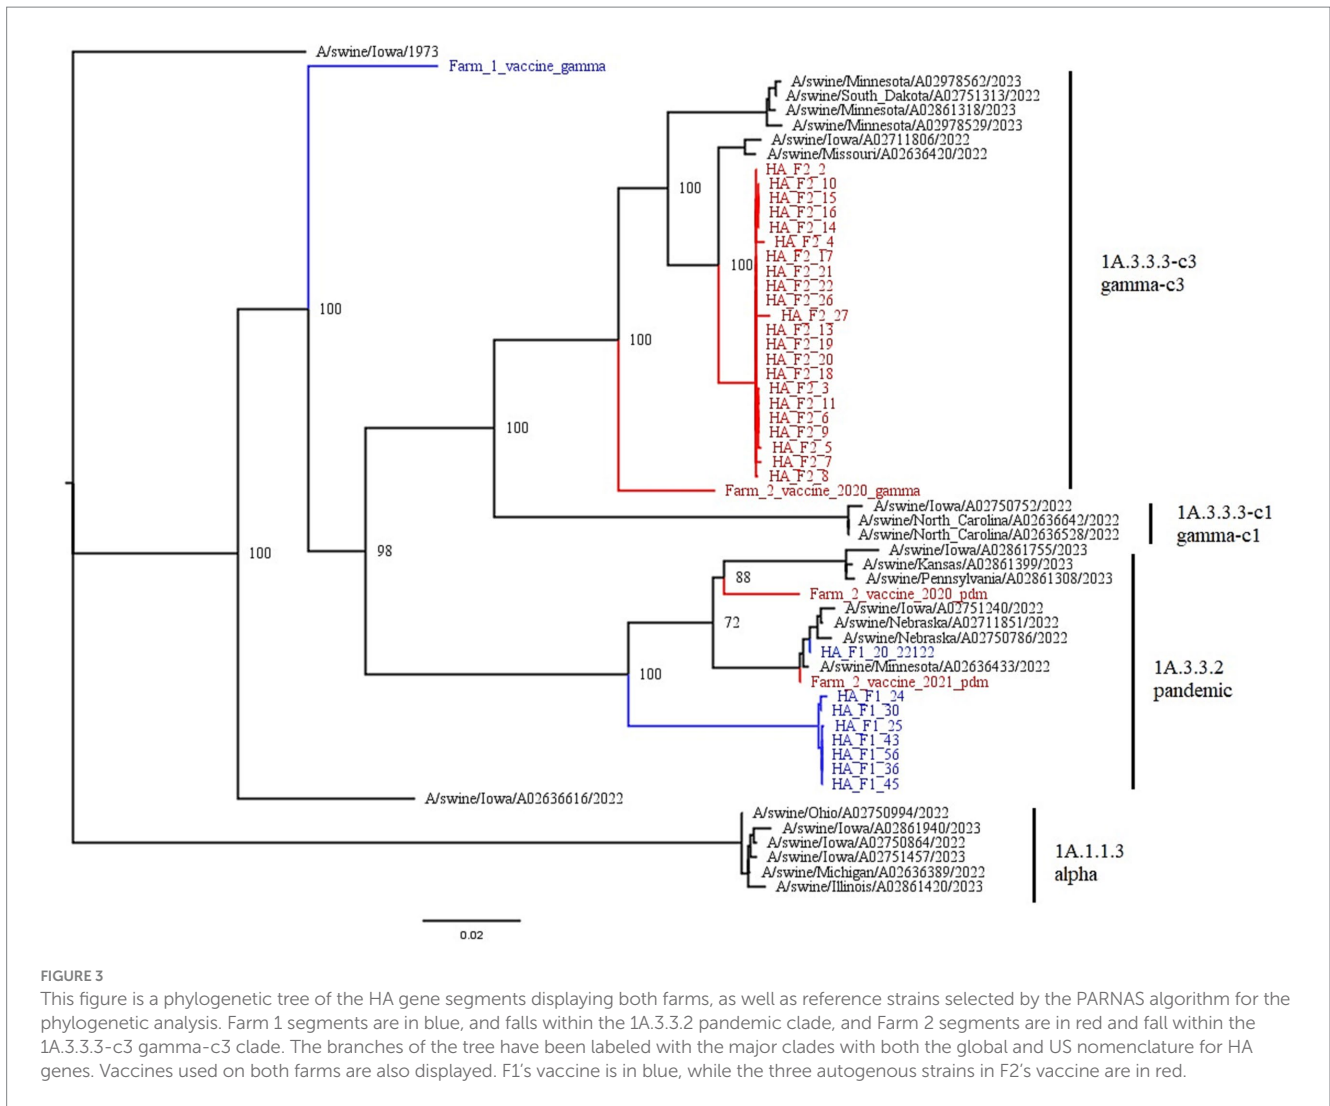 A/swine/Iowa/1973
Farm_1_vaccine_gamma
A/swine/Minnesota/A02978562/2023
A/swine/South_Dakota/A02751313/2022
A/swine/Minnesota/A02861318/2023
A/swine/Minnesota/A02978529/2023
A/swine/Iowa/A02711806/2022
A/swine/Missouri/A02636420/2022
HA_F2_2
HA_F2_10
HA_F2_15
HA_F2_16
HA_F2_14
HA_F2_4
HA_F2_17
HA_F2_21
HA_F2_22
HA_F2_26
HA_F2_27
HA_F2_13
HA_F2_19
HA_F2_20
HA_F2_18
HA_F2_3
HA_F2_11
HA_F2_6
HA_F2_9
HA_F2_5
HA_F2_7
HA_F2_8
Farm_2_vaccine_2020_gamma
A/swine/Iowa/A02750752/2022
A/swine/North_Carolina/A02636642/2022
A/swine/North_Carolina/A02636528/2022
A/swine/Iowa/A02861755/2023
A/swine/Kansas/A02861399/2023
A/swine/Pennsylvania/A02861308/2023
Farm_2_vaccine_2020_pdm
A/swine/Iowa/A02751240/2022
A/swine/Nebraska/A02711851/2022
A/swine/Nebraska/A02750786/2022
HA_F1_20_22122
A/swine/Minnesota/A02636433/2022
Farm_2_vaccine_2021_pdm
HA_F1_24
HA_F1_30
HA_F1_25
HA_F1_43
HA_F1_56
HA_F1_36
HA_F1_45
A/swine/Iowa/A02636616/2022
A/swine/Ohio/A02750994/2022
A/swine/Iowa/A02861940/2023
A/swine/Iowa/A02750864/2022
A/swine/Iowa/A02751457/2023
A/swine/Michigan/A02636389/2022
A/swine/Illinois/A02861420/2023
100
100
100
100
100
100
98
88
72
100
100
1A.3.3.3-c3
gamma-c3
1A.3.3.3-c1
gamma-c1
1A.3.3.2
pandemic
1A.1.1.3
alpha
0.02
FIGURE 3
This figure is a phylogenetic tree of the HA gene segments displaying both farms, as well as reference strains selected by the PARNAS algorithm for the
phylogenetic analysis. Farm 1 segments are in blue, and falls within the 1A.3.3.2 pandemic clade, and Farm 2 segments are in red and fall within the
1A.3.3.3-c3 gamma-c3 clade. The branches of the tree have been labeled with the major clades with both the global and US nomenclature for HA
genes. Vaccines used on both farms are also displayed. F1's vaccine is in blue, while the three autogenous strains in F2's vaccine are in red.